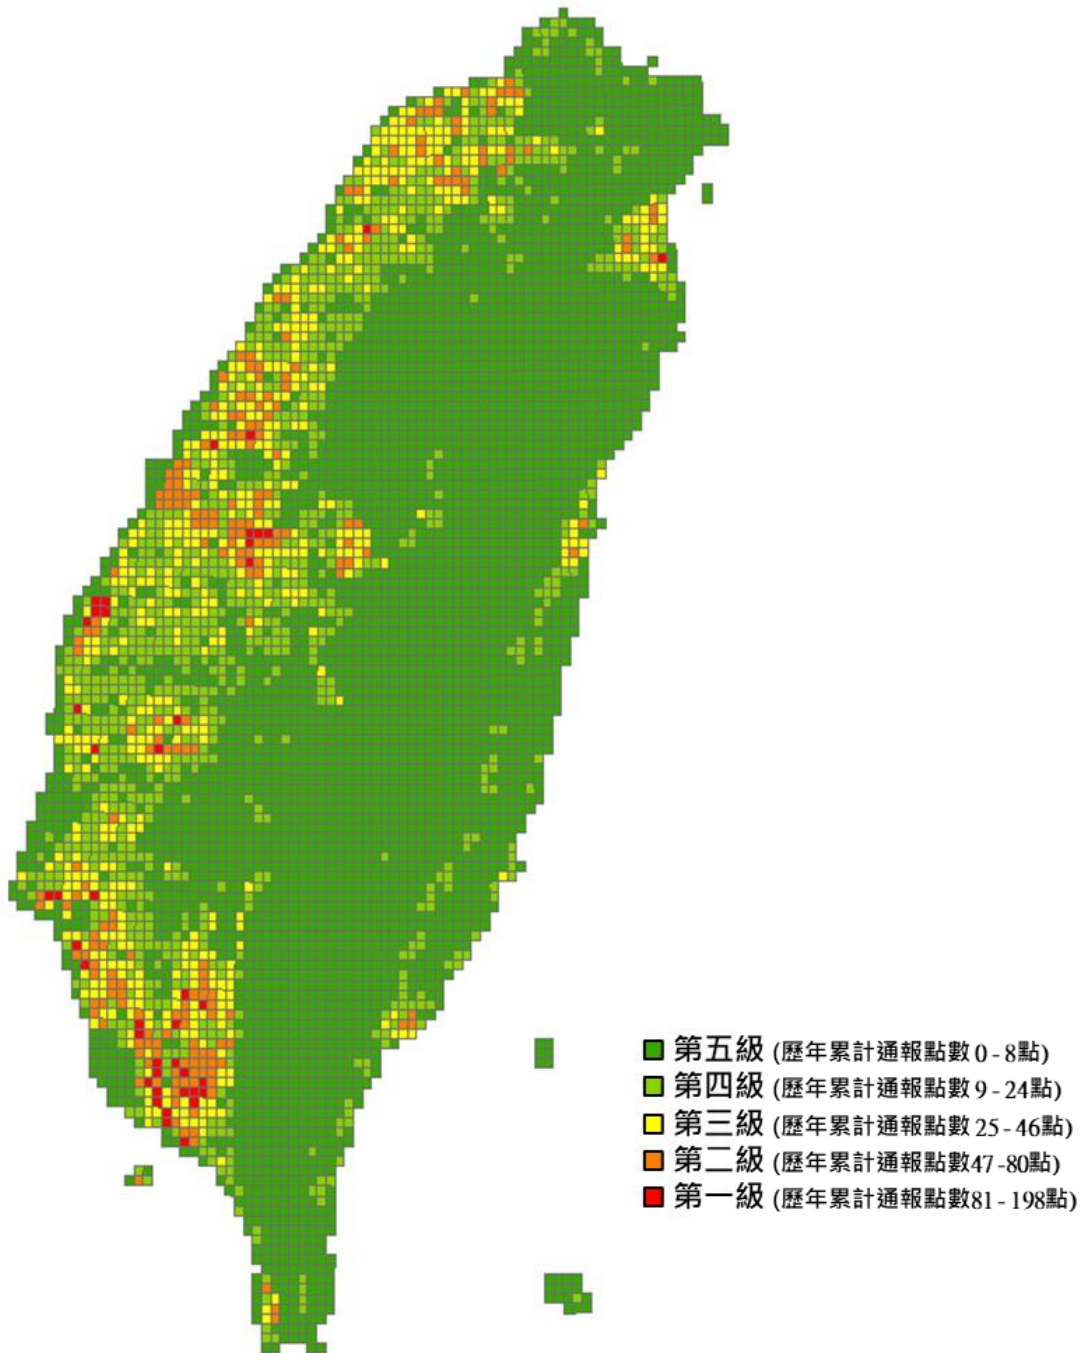 第五級 (歷年累計通報點數 0 - 8點)
第四級 (歷年累計通報點數 9 - 24點)
第三級 (歷年累計通報點數 25 - 46點)
第二級 (歷年累計通報點數47 -80點)
第一級 (歷年累計通報點數81 - 198點)